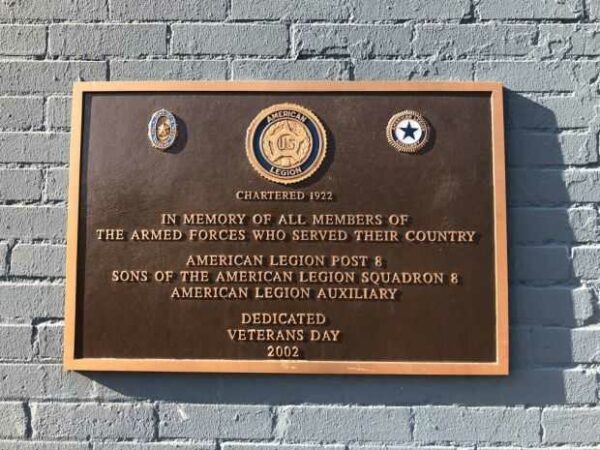 AMERICAN
US
LEGION
CHARTERED 1922
IN MEMORY OF ALL MEMBERS OF
THE ARMED FORCES WHO SERVED THEIR COUNTRY
AMERICAN LEGION POST 8
SONS OF THE AMERICAN LEGION SQUADRON 8
AMERICAN LEGION AUXILIARY
DEDICATED
VETERANS DAY
2002